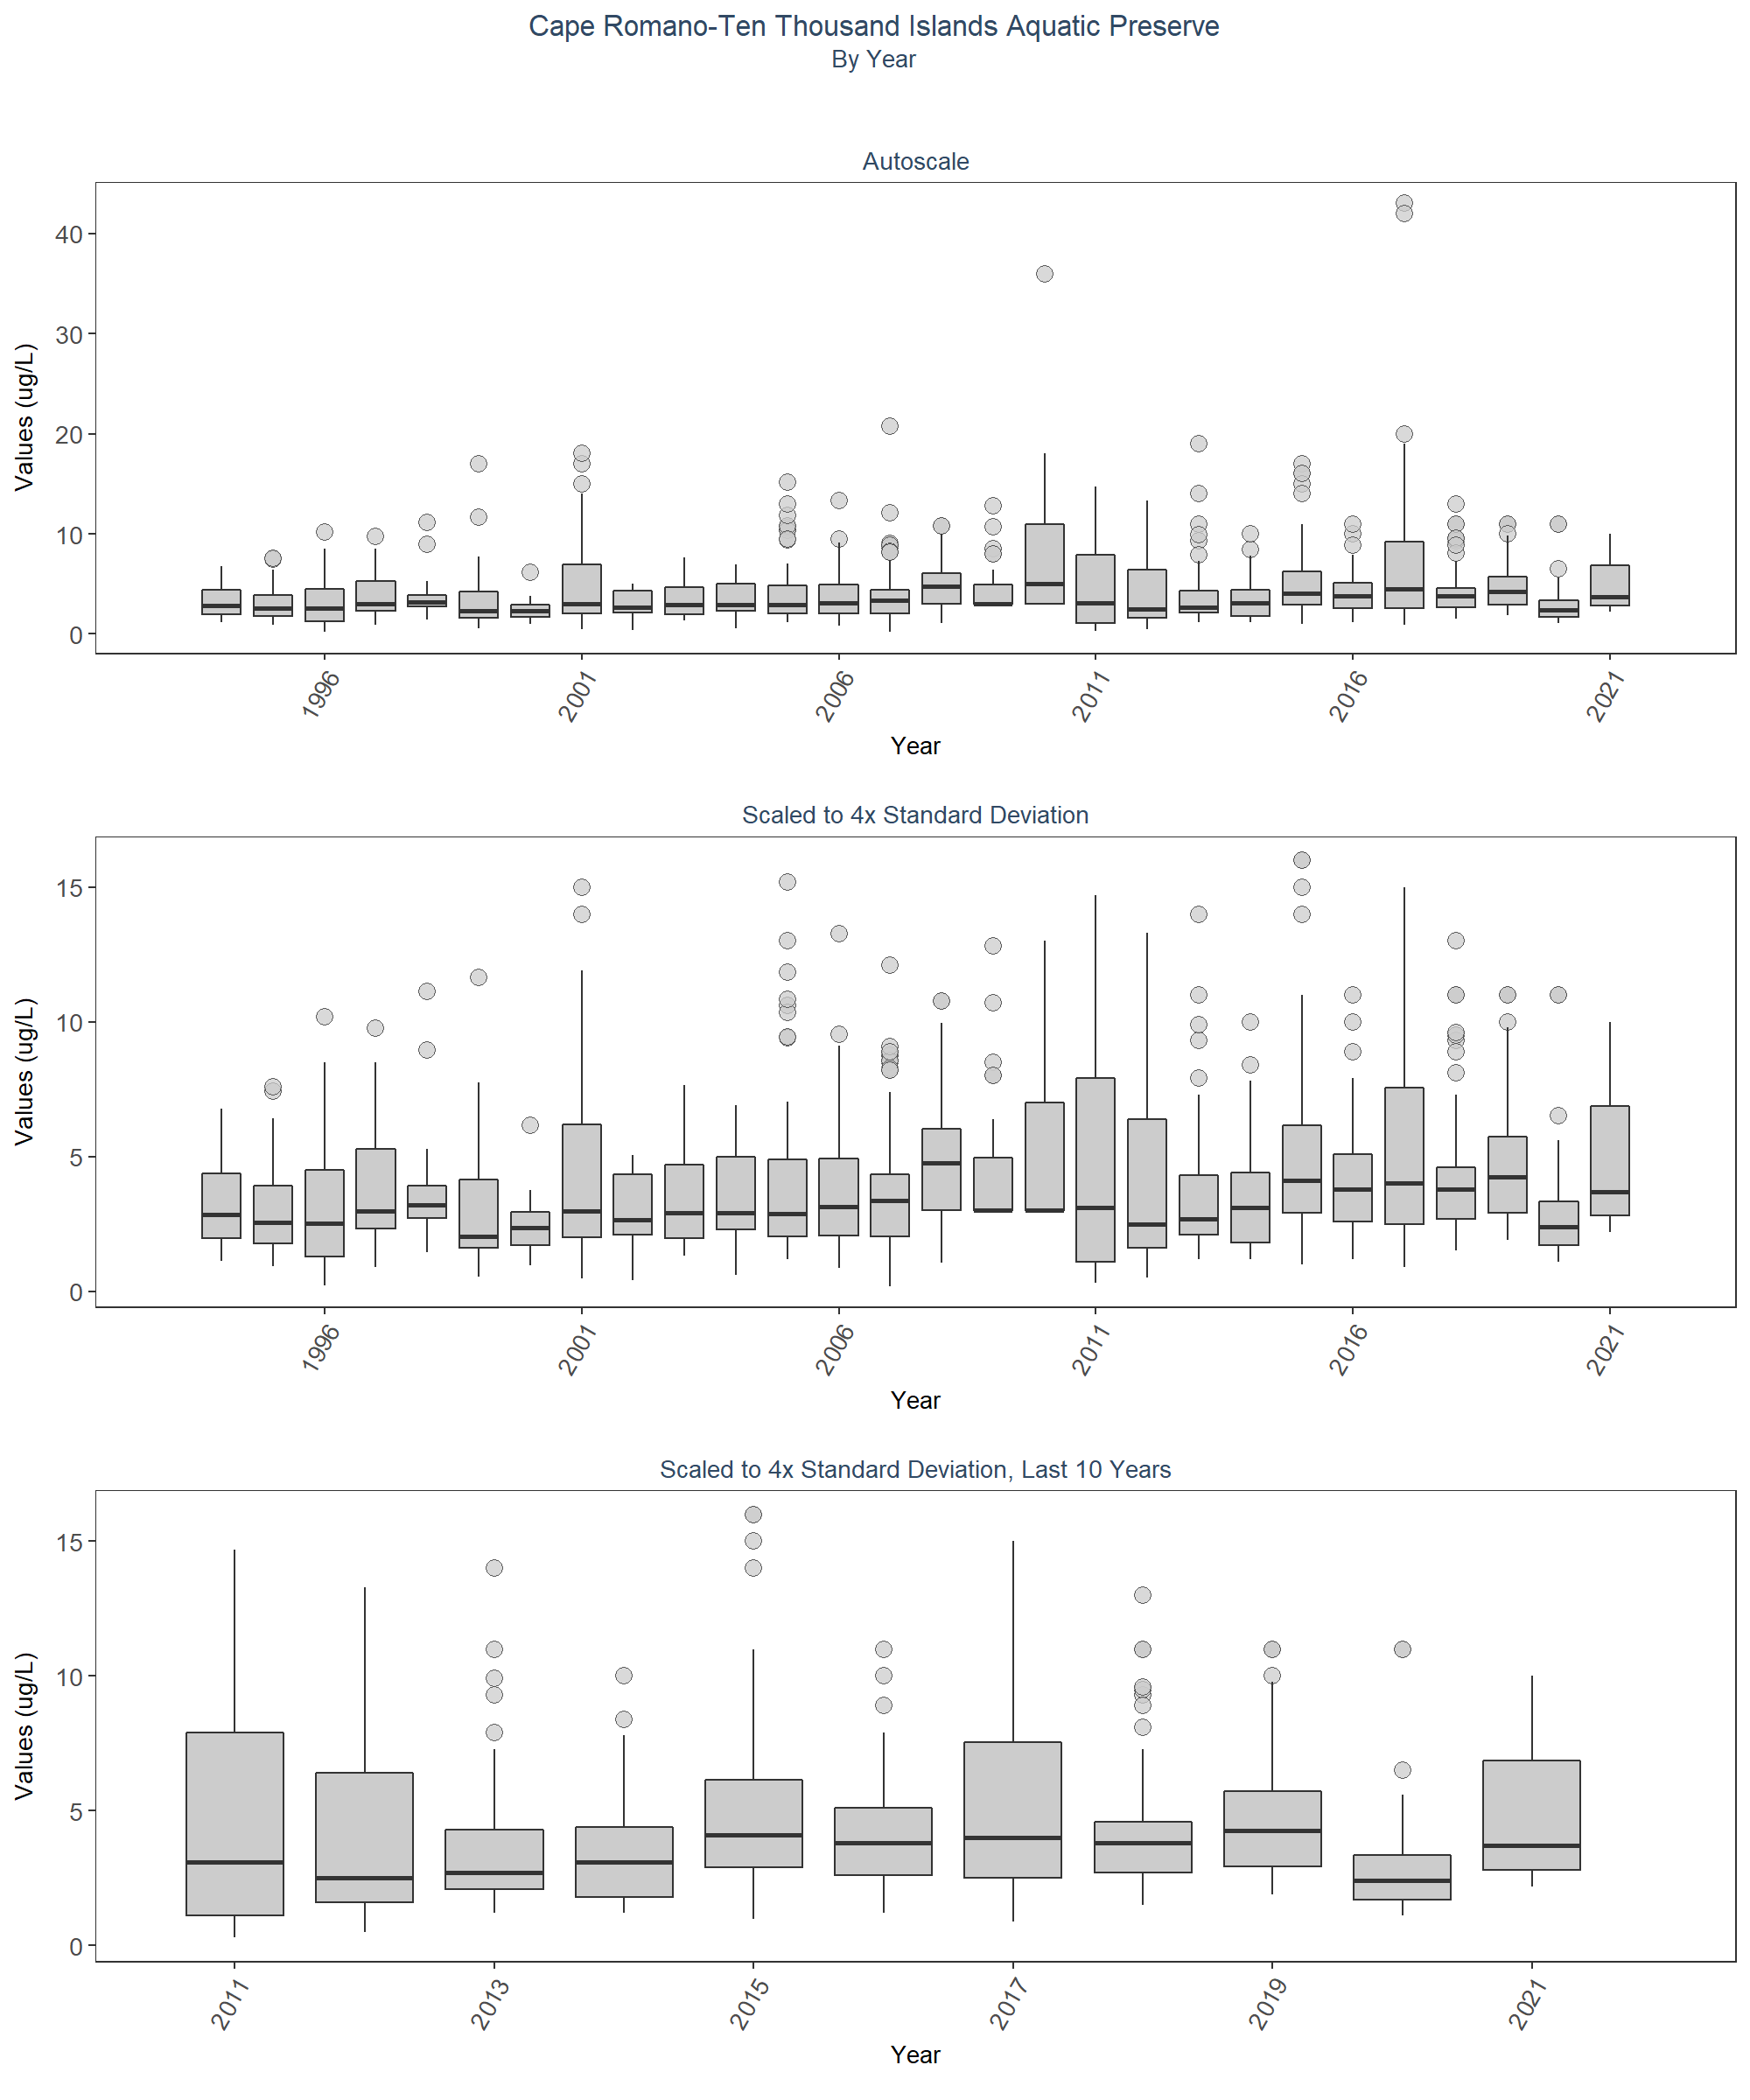 Cape Romano-Ten Thousand Islands Aquatic Preserve
By Year
Autoscale
Values (ug/L)
40
30
20
10
0
1996
2001
2006
2011
2016
2021
Year
Scaled to 4x Standard Deviation
Values (ug/L)
15
10
5
0
1996
2001
2006
2011
2016
2021
Year
Scaled to 4x Standard Deviation, Last 10 Years
Values (ug/L)
15
10
5
0
2011
2013
2015
2017
2019
2021
Year